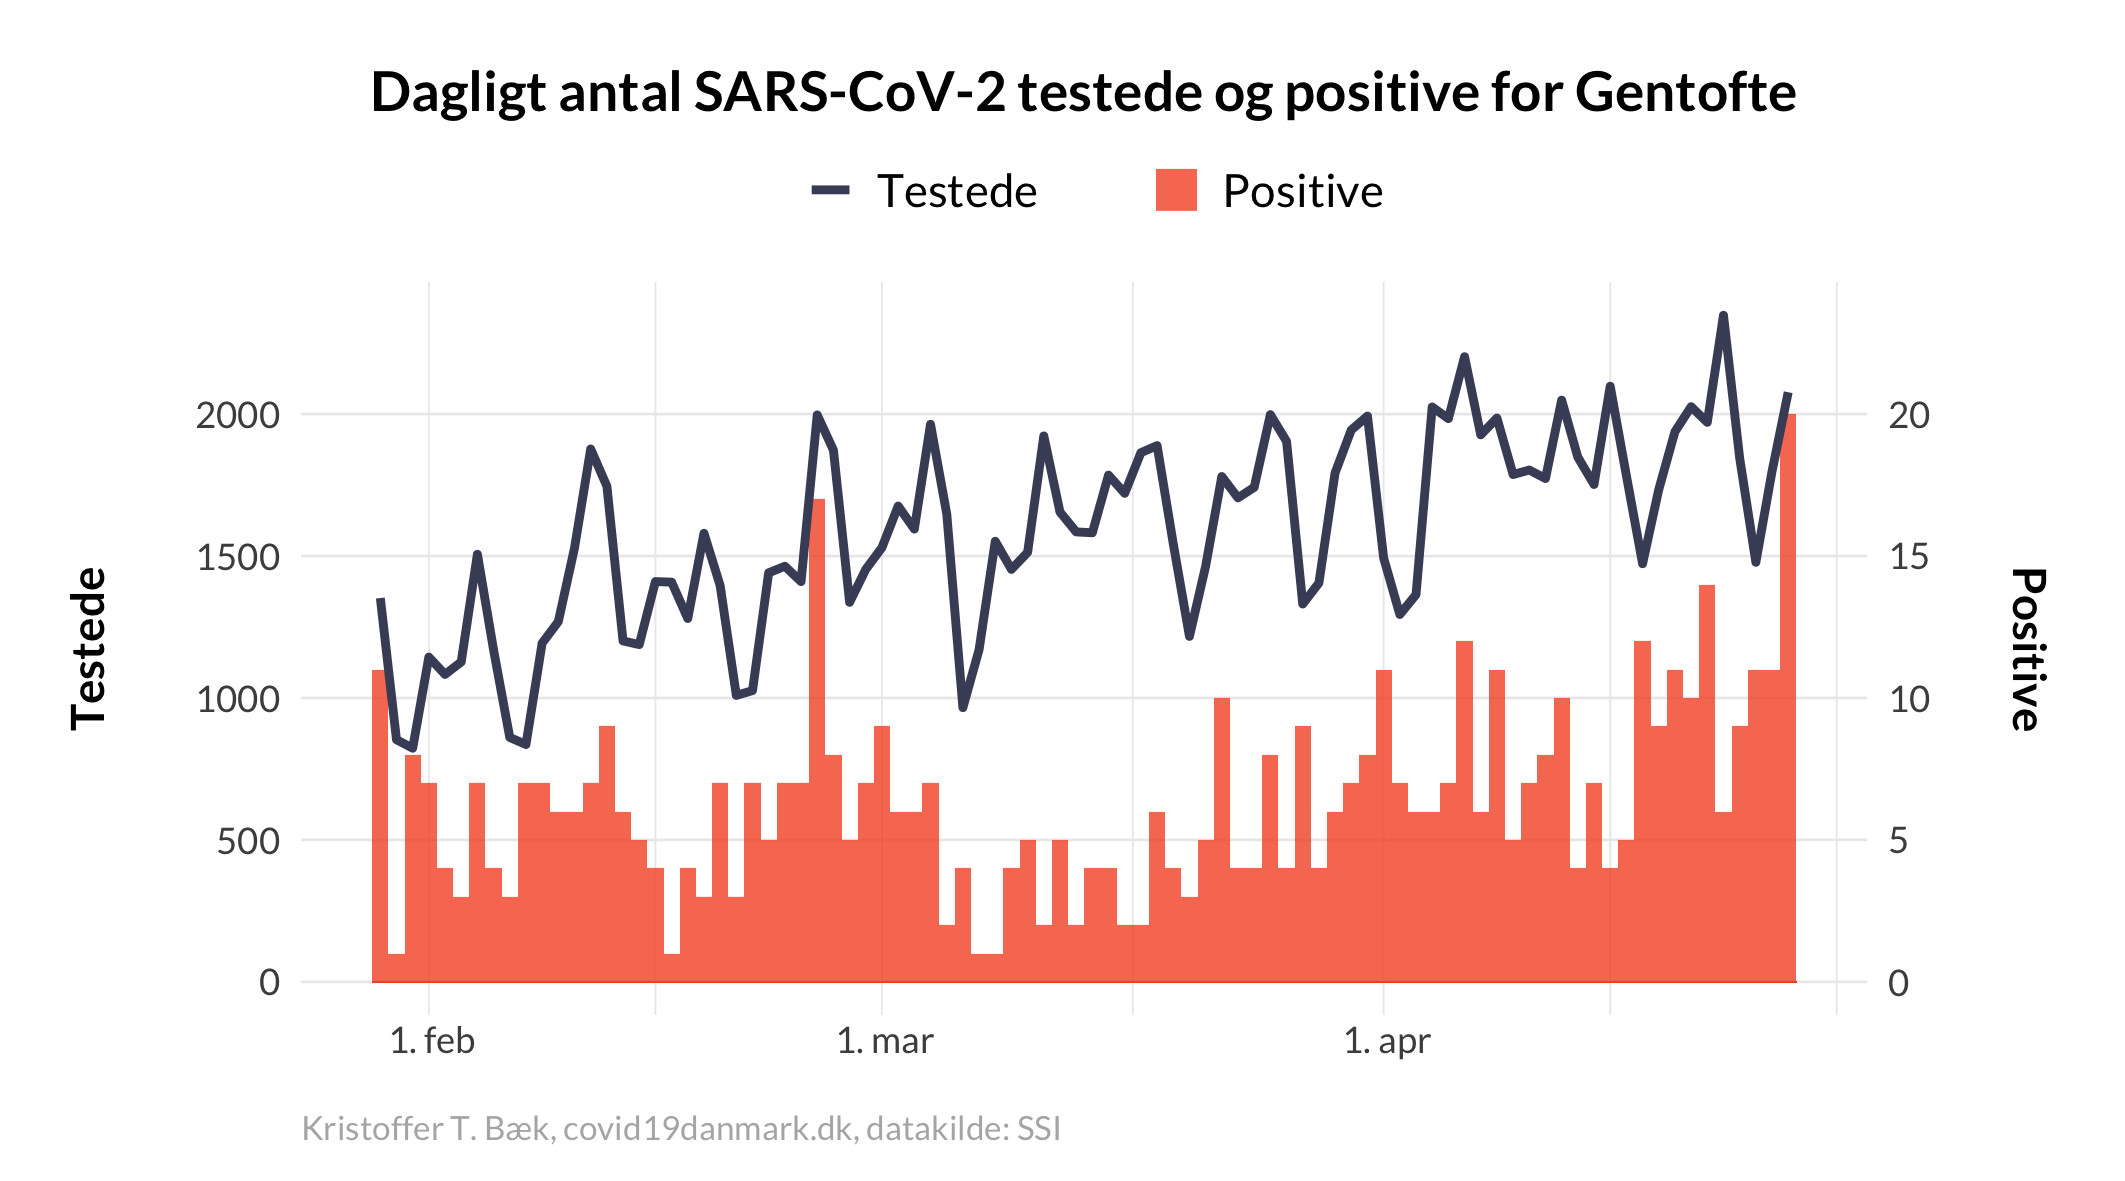 Dagligt antal SARS-CoV-2 testede og positive for Gentofte
Testede
Positive
2000
1500
1000
500
0
20
15
10
5
0
Testede
Positive
1. feb
1. mar
1. apr
Kristoffer T. Bæk, covid19danmark.dk, datakilde: SSI